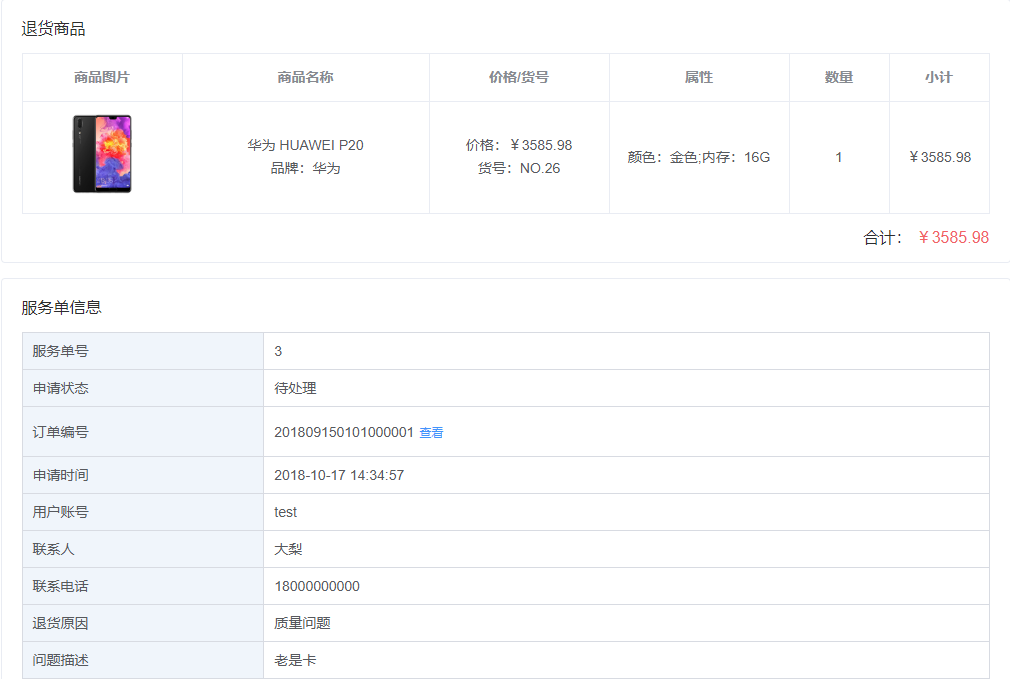 退货商品
商品图片 商品名称 价格/货号 属性 数量 小计
华为 HUAWEI P20
品牌：华为
价格：￥3585.98
货号：NO.26
颜色：金色;内存：16G
1
￥3585.98
合计：￥3585.98
服务单信息
服务单号 3
申请状态 待处理
订单编号 201809150101000001 查看
申请时间 2018-10-17 14:34:57
用户账号 test
联系人 大梨
联系电话 18000000000
退货原因 质量问题
问题描述 老是卡